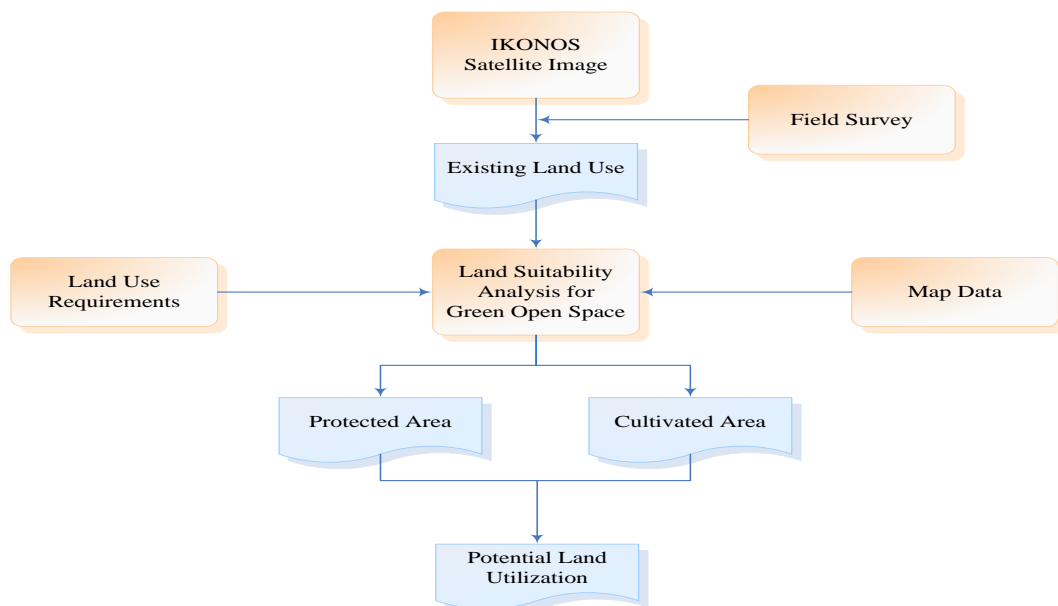 IKONOS
Satellite Image
Field Survey
Existing Land Use
Land Use
Requirements
Land Suitability
Analysis for
Green Open Space
Map Data
Protected Area
Cultivated Area
Potential Land
Utilization